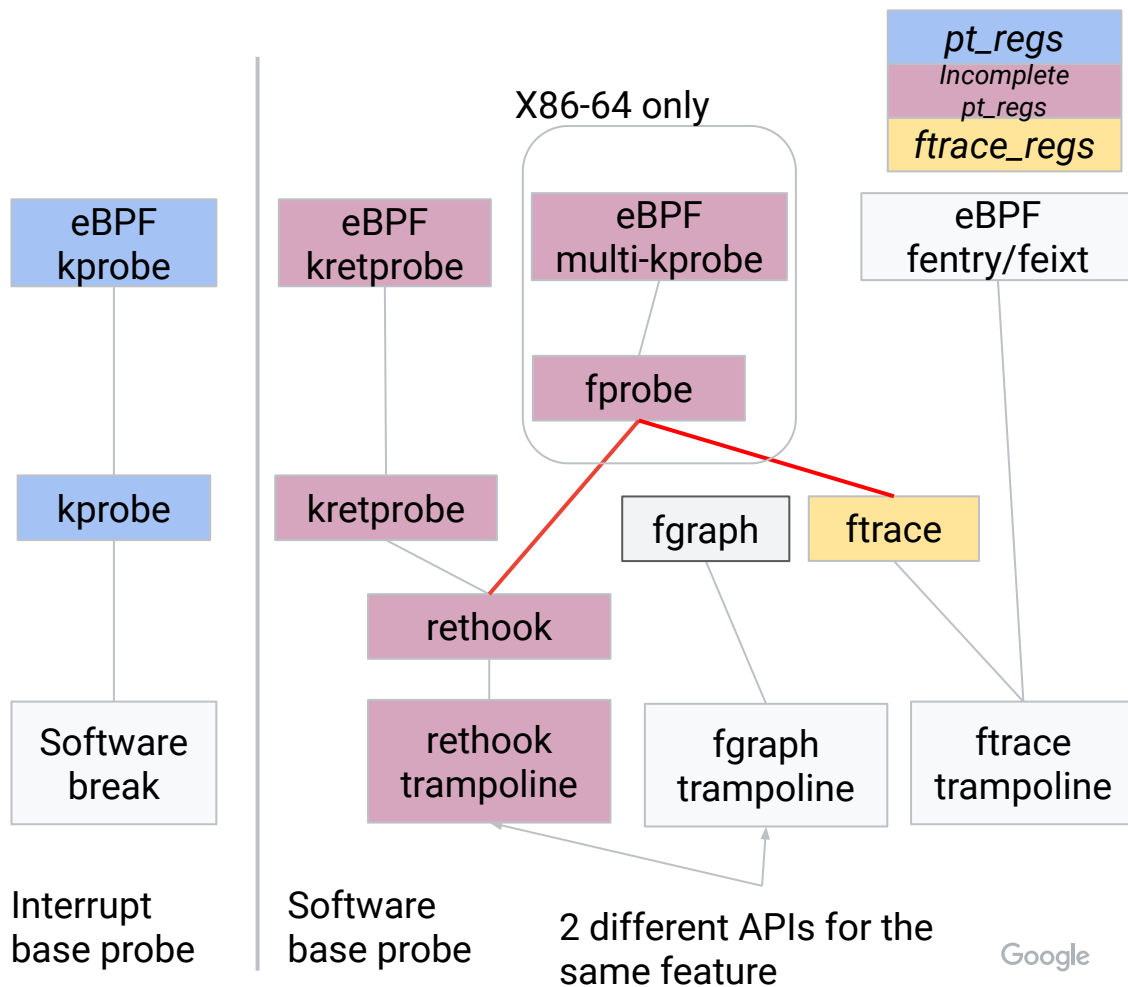 pt_regs
Incomplete
pt_regs
ftrace_regs
X86-64 only
eBPF
kprobe
eBPF
kretprobe
eBPF
multi-kprobe
eBPF
fentry/feixt
fprobe
kprobe
kretprobe
fgraph
ftrace
rethook
Software
break
rethook
trampoline
fgraph
trampoline
ftrace
trampoline
Interrupt
base probe
Software
base probe
2 different APIs for the
same feature
Google